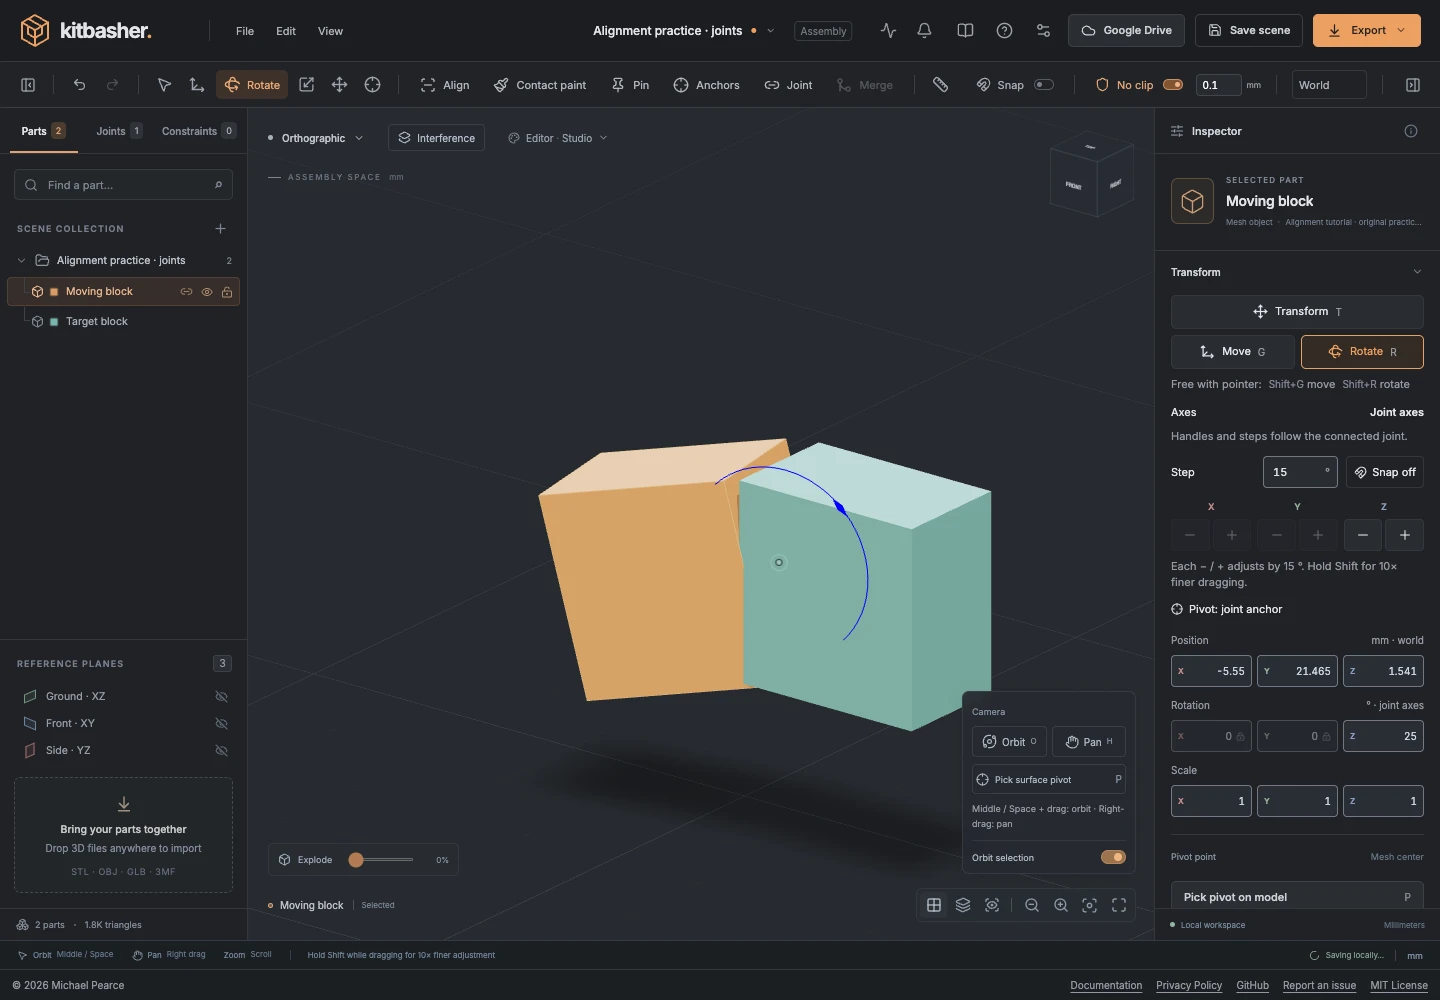 kitbasher.
File Edit View
Alignment practice · joints
Assembly
Google Drive
Save scene
Export
Rotate
Align
Contact paint
Pin
Anchors
Joint
Merge
Snap
No clip
0.1 mm
World
Parts 2
Joints 1
Constraints 0
Find a part...
SCENE COLLECTION
Alignment practice · joints 2
Moving block
Target block
REFERENCE PLANES 3
Ground · XZ
Front · XY
Side · YZ
Bring your parts together
Drop 3D files anywhere to import
STL · OBJ · GLB · 3MF
2 parts · 1.8K triangles
Orthographic
Interference
Editor · Studio
ASSEMBLY SPACE mm
FRONT
RIGHT
Camera
Orbit O
Pan H
Pick surface pivot P
Middle / Space + drag: orbit · Right-
drag: pan
Orbit selection
Explode 0%
Moving block Selected
Inspector
SELECTED PART
Moving block
Mesh object · Alignment tutorial · original practic...
Transform
Transform T
Move G
Rotate R
Free with pointer: Shift+G move Shift+R rotate
Axes Joint axes
Handles and steps follow the connected joint.
Step 15 ° Snap off
X Y Z
− + − + − +
Each − / + adjusts by 15 °. Hold Shift for 10×
finer dragging.
Pivot: joint anchor
Position mm · world
X -5.55 Y 21.465 Z 1.541
Rotation ° · joint axes
X 0 Y 0 Z 25
Scale
X 1 Y 1 Z 1
Pivot point Mesh center
Pick pivot on model P
Local workspace Millimeters
Orbit Middle / Space Pan Right drag Zoom Scroll Hold Shift while dragging for 10× finer adjustment
Saving locally... mm
© 2026 Michael Pearce
Documentation Privacy Policy GitHub Report an issue MIT License